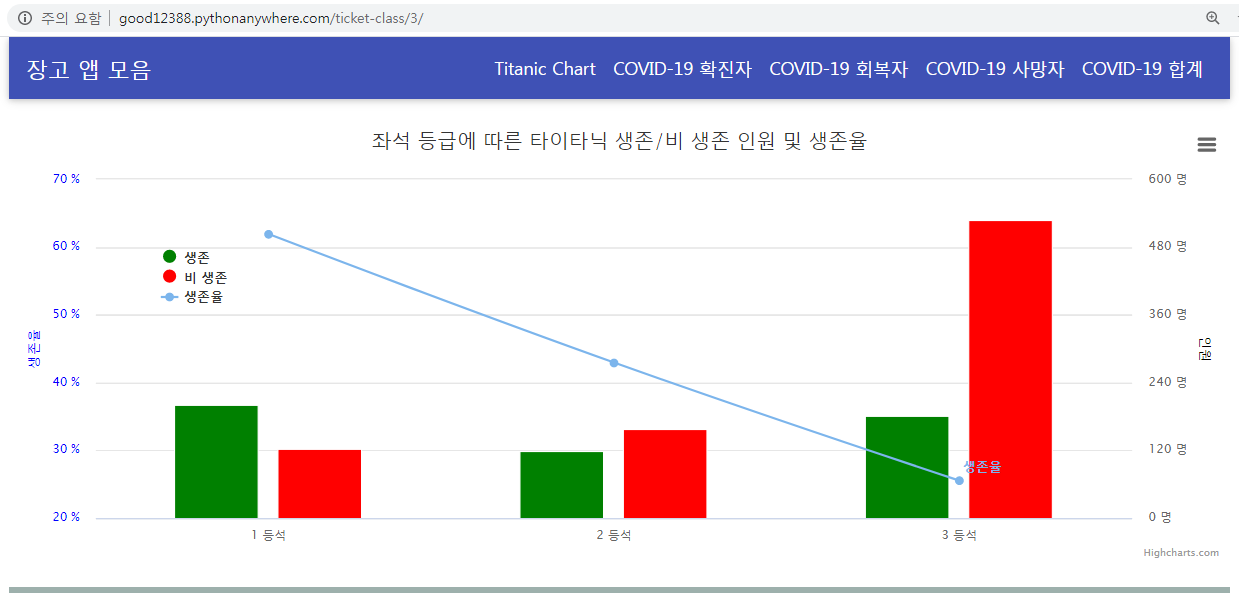 주의 요함 good12388.pythonanywhere.com/ticket-class/3/
장고 앱 모음 Titanic Chart COVID-19 확진자 COVID-19 회복자 COVID-19 사망자 COVID-19 합계
좌석 등급에 따른 타이타닉 생존/비 생존 인원 및 생존율
70 % 600 명
60 % 480 명
생존
비 생존
생존율
50 % 360 명
생존율 인원
40 % 240 명
30 % 120 명
생존율
20 % 0 명
1 등석 2 등석 3 등석
Highcharts.com